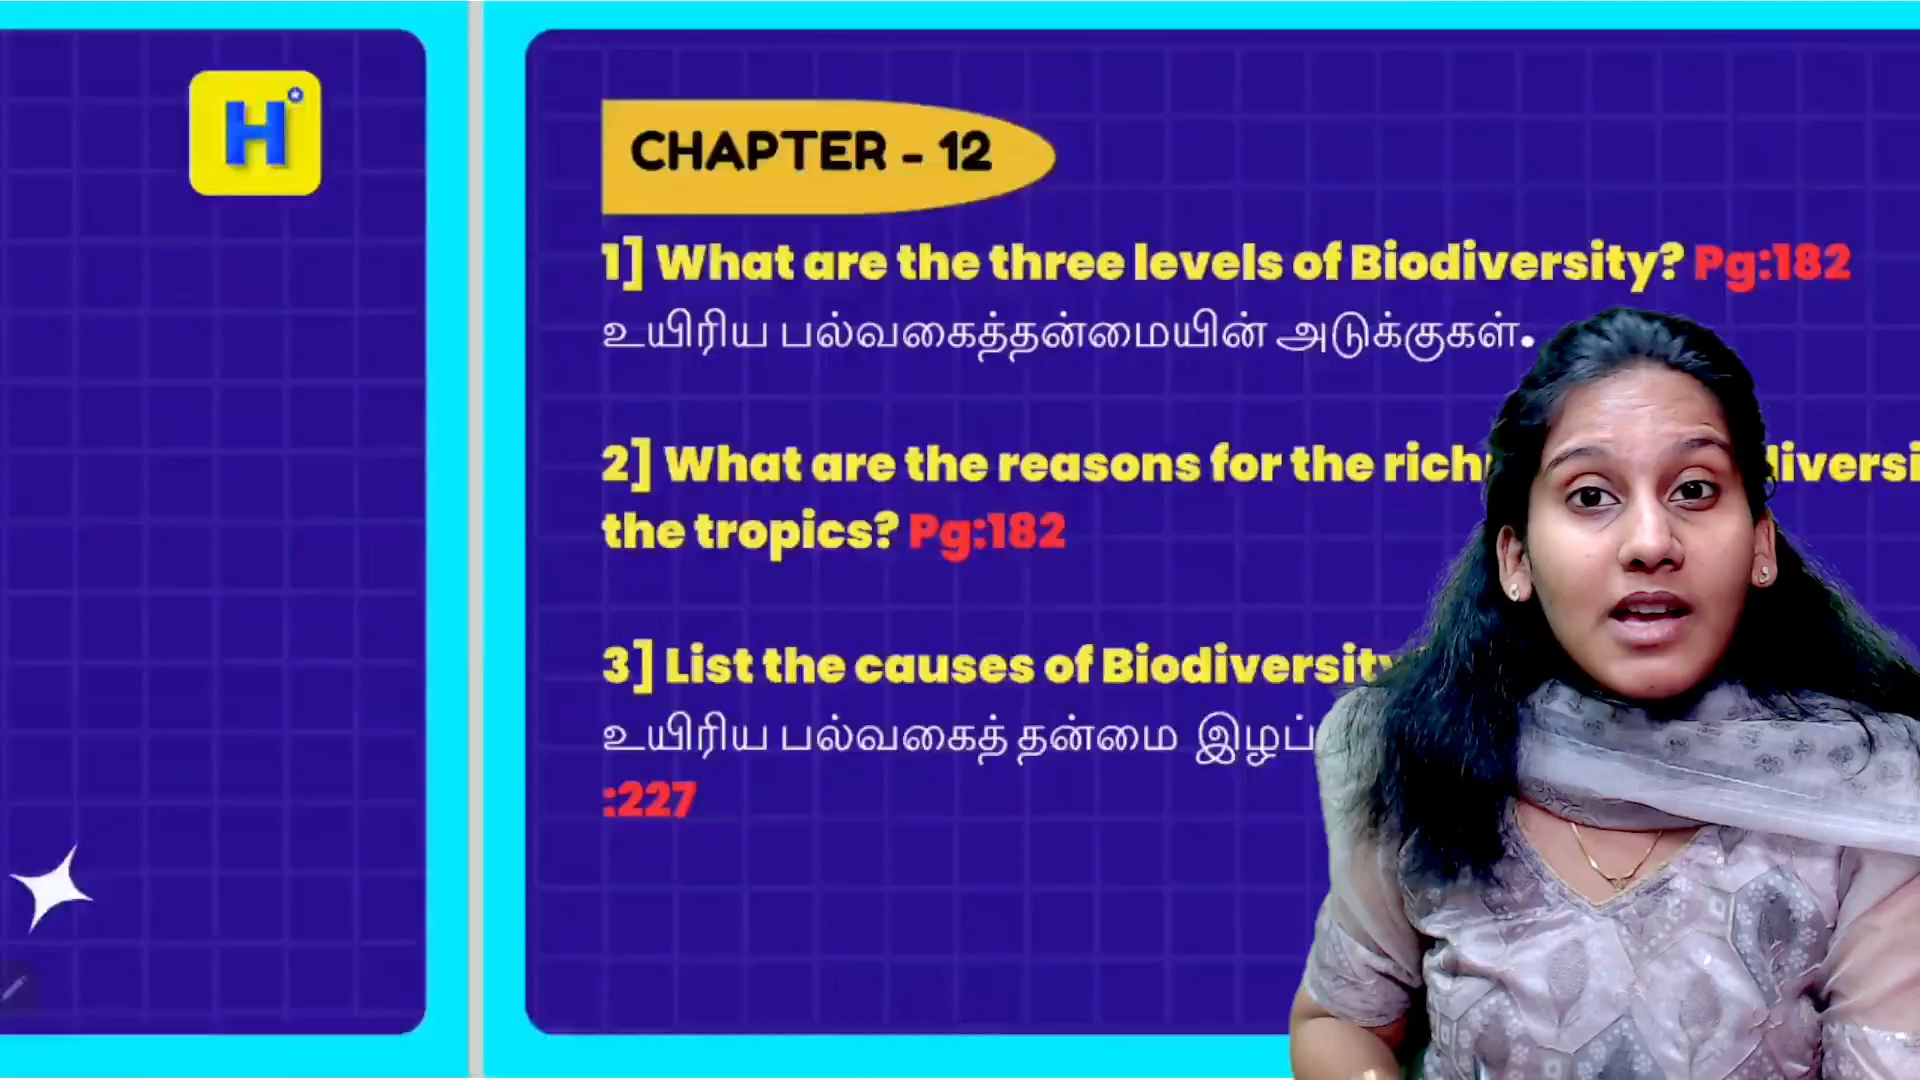 H
CHAPTER - 12
1] What are the three levels of Biodiversity? Pg:182
உயிரிய பல்வகைத்தன்மையின் அடுக்குகள்.
2] What are the reasons for the
the tropics? Pg:182
3] List the causes of Biodiversity
உயிரிய பல்வகைத் தன்மை
:227